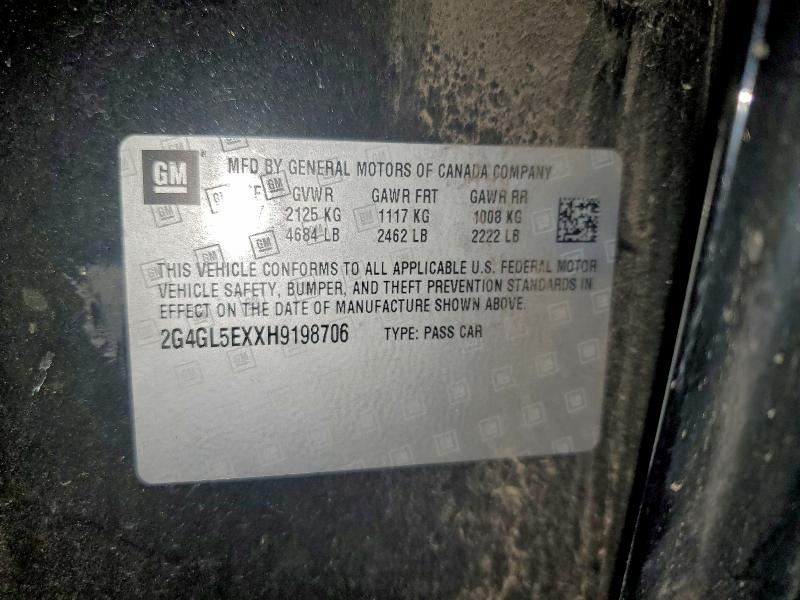 GM
MFD BY GENERAL MOTORS OF CANADA COMPANY
GVWR GAWR FRT GAWR RR
2125 KG 1117 KG 1008 KG
4684 LB 2462 LB 2222 LB
THIS VEHICLE CONFORMS TO ALL APPLICABLE U.S. FEDERAL MOTOR
VEHICLE SAFETY, BUMPER, AND THEFT PREVENTION STANDARDS IN
EFFECT ON THE DATE OF MANUFACTURE SHOWN ABOVE.
2G4GL5EXXH9198706 TYPE: PASS CAR